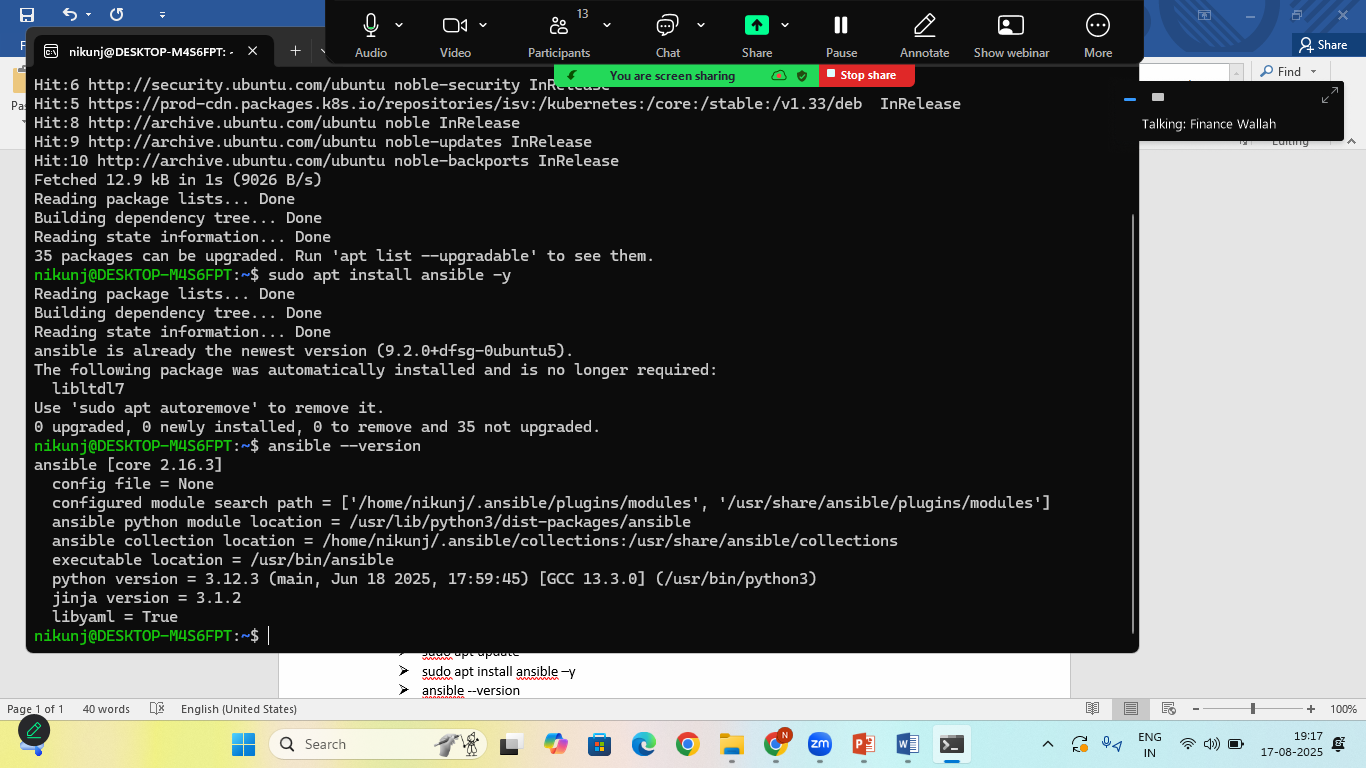 13
Audio
Video
Participants
Chat
Share
Pause
Annotate
Show webinar
More
nikunj@DESKTOP-M4S6FPT: ~
You are screen sharing
Stop share
Share
Find
Talking: Finance Wallah
Editing
Hit:6 http://security.ubuntu.com/ubuntu noble-security InRelease
Hit:5 https://prod-cdn.packages.k8s.io/repositories/isv:/kubernetes:/core:/stable:/v1.33/deb  InRelease
Hit:8 http://archive.ubuntu.com/ubuntu noble InRelease
Hit:9 http://archive.ubuntu.com/ubuntu noble-updates InRelease
Hit:10 http://archive.ubuntu.com/ubuntu noble-backports InRelease
Fetched 12.9 kB in 1s (9026 B/s)
Reading package lists... Done
Building dependency tree... Done
Reading state information... Done
35 packages can be upgraded. Run 'apt list --upgradable' to see them.
nikunj@DESKTOP-M4S6FPT:~$ sudo apt install ansible -y
Reading package lists... Done
Building dependency tree... Done
Reading state information... Done
ansible is already the newest version (9.2.0+dfsg-0ubuntu5).
The following package was automatically installed and is no longer required:
  libltdl7
Use 'sudo apt autoremove' to remove it.
0 upgraded, 0 newly installed, 0 to remove and 35 not upgraded.
nikunj@DESKTOP-M4S6FPT:~$ ansible --version
ansible [core 2.16.3]
  config file = None
  configured module search path = ['/home/nikunj/.ansible/plugins/modules', '/usr/share/ansible/plugins/modules']
  ansible python module location = /usr/lib/python3/dist-packages/ansible
  ansible collection location = /home/nikunj/.ansible/collections:/usr/share/ansible/collections
  executable location = /usr/bin/ansible
  python version = 3.12.3 (main, Jun 18 2025, 17:59:45) [GCC 13.3.0] (/usr/bin/python3)
  jinja version = 3.1.2
  libyaml = True
nikunj@DESKTOP-M4S6FPT:~$
sudo apt update
➢ sudo apt install ansible –y
➢ ansible --version
Page 1 of 1
40 words
English (United States)
100%
Search
N
zm
ENG
IN
19:17
17-08-2025